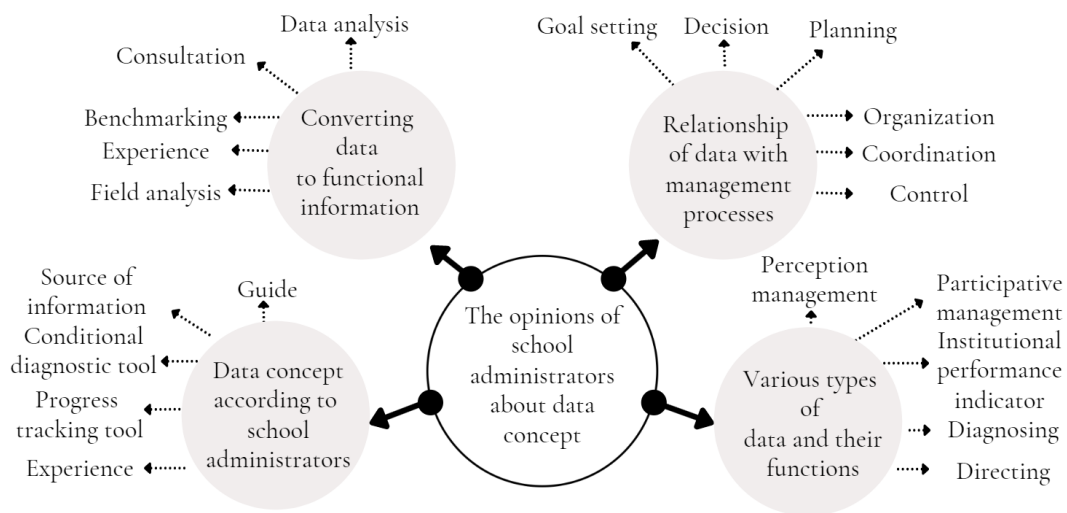 Data analysis
Consultation
Benchmarking
Experience
Field analysis
Converting
data
to functional
information
Goal setting
Decision
Planning
Organization
Coordination
Control
Relationship
of data with
management
processes
Source of
information
Conditional
diagnostic tool
Progress
tracking tool
Experience
Guide
Data concept
according to
school
administrators
The opinions of
school
administrators
about data
concept
Perception
management
Participative
management
Institutional
performance
indicator
Diagnosing
Directing
Various types
of
data and their
functions